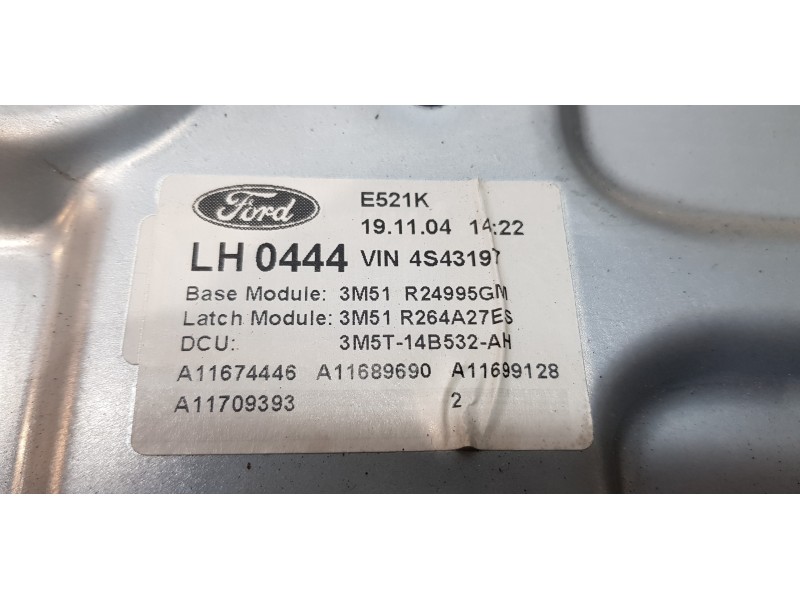 Ford E521K
19.11.04 14:22
LH 0444 VIN 4S43197
Base Module: 3M51 R24995GM
Latch Module: 3M51 R264A27ES
DCU: 3M5T-14B532-AH
A11674446 A11689690 A11699128
A11709393 2